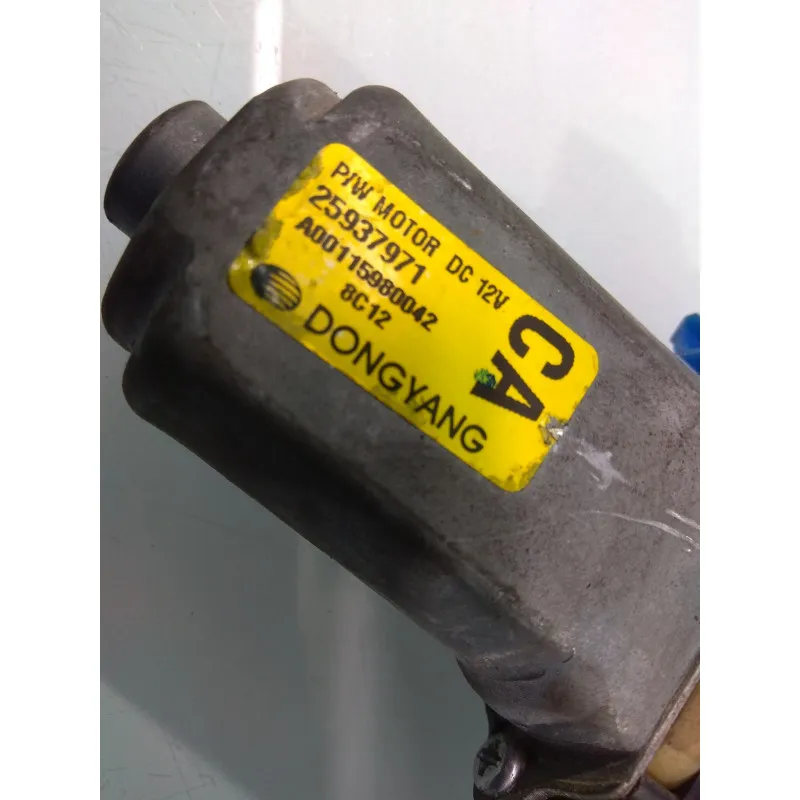 P/W MOTOR DC 12V
25937971
A00115980042
8C12
DONGYANG
CA